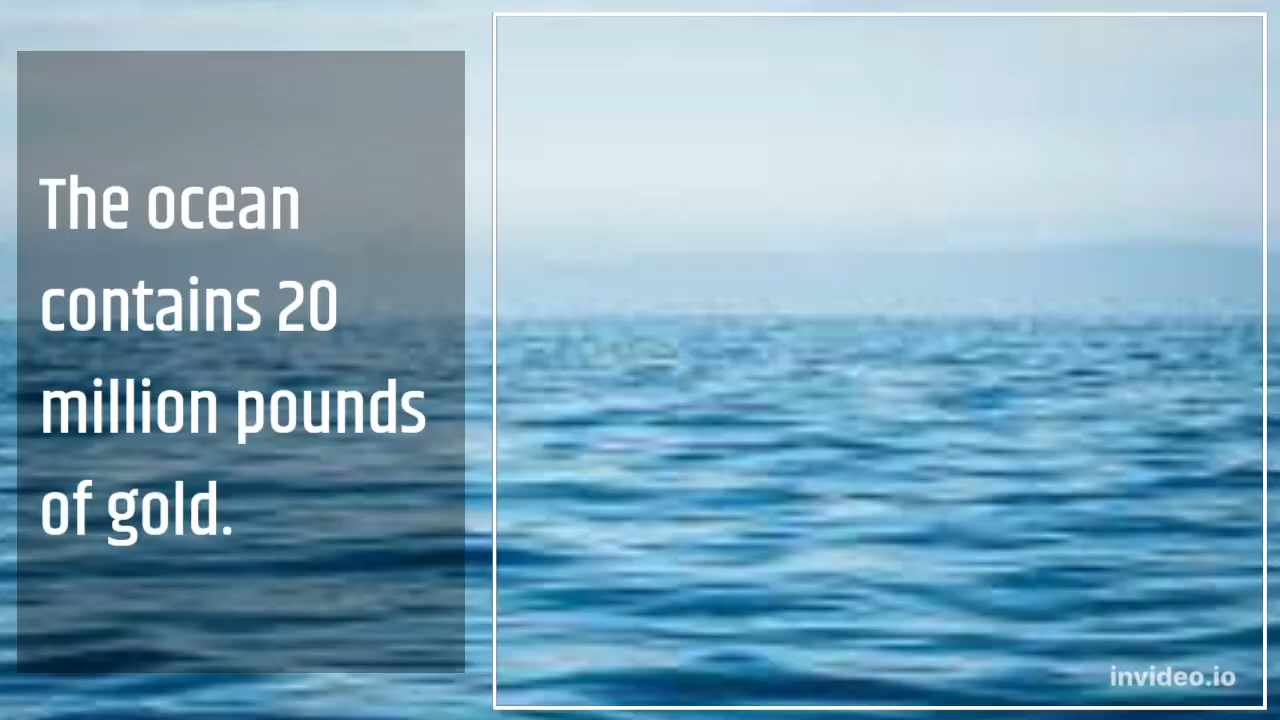 The ocean
contains 20
million pounds
of gold.
invideo.io